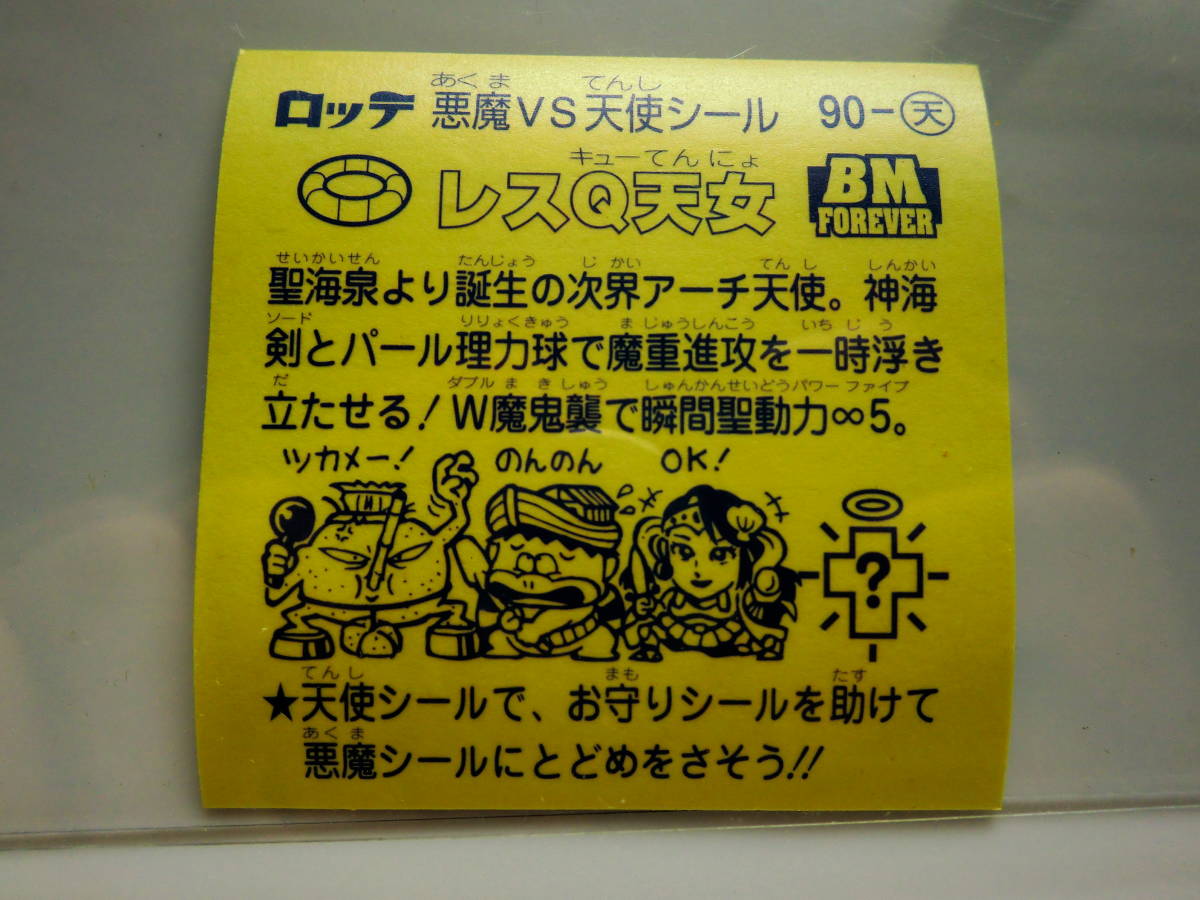 ロッテ 悪魔VS天使シール 90-天
あくま てんし
レスQ天女
キューてんにょ
BM
FOREVER
せいかいせん たんじょう じかい てんし しんかい
聖海泉より誕生の次界アーチ天使。神海
ソード りりょくきゅう まじゅうしんこう いちじう
剣とパール理力球で魔重進攻を一時浮き
だ ダブルまきしゅう しゅんかんせいどうパワーファイブ
立たせる!W魔鬼襲で瞬間聖動力∞5。
ツカメー! のんのん OK!
?
てんし まも たす
★天使シールで、お守りシールを助けて
あくま
悪魔シールにとどめをさそう!!